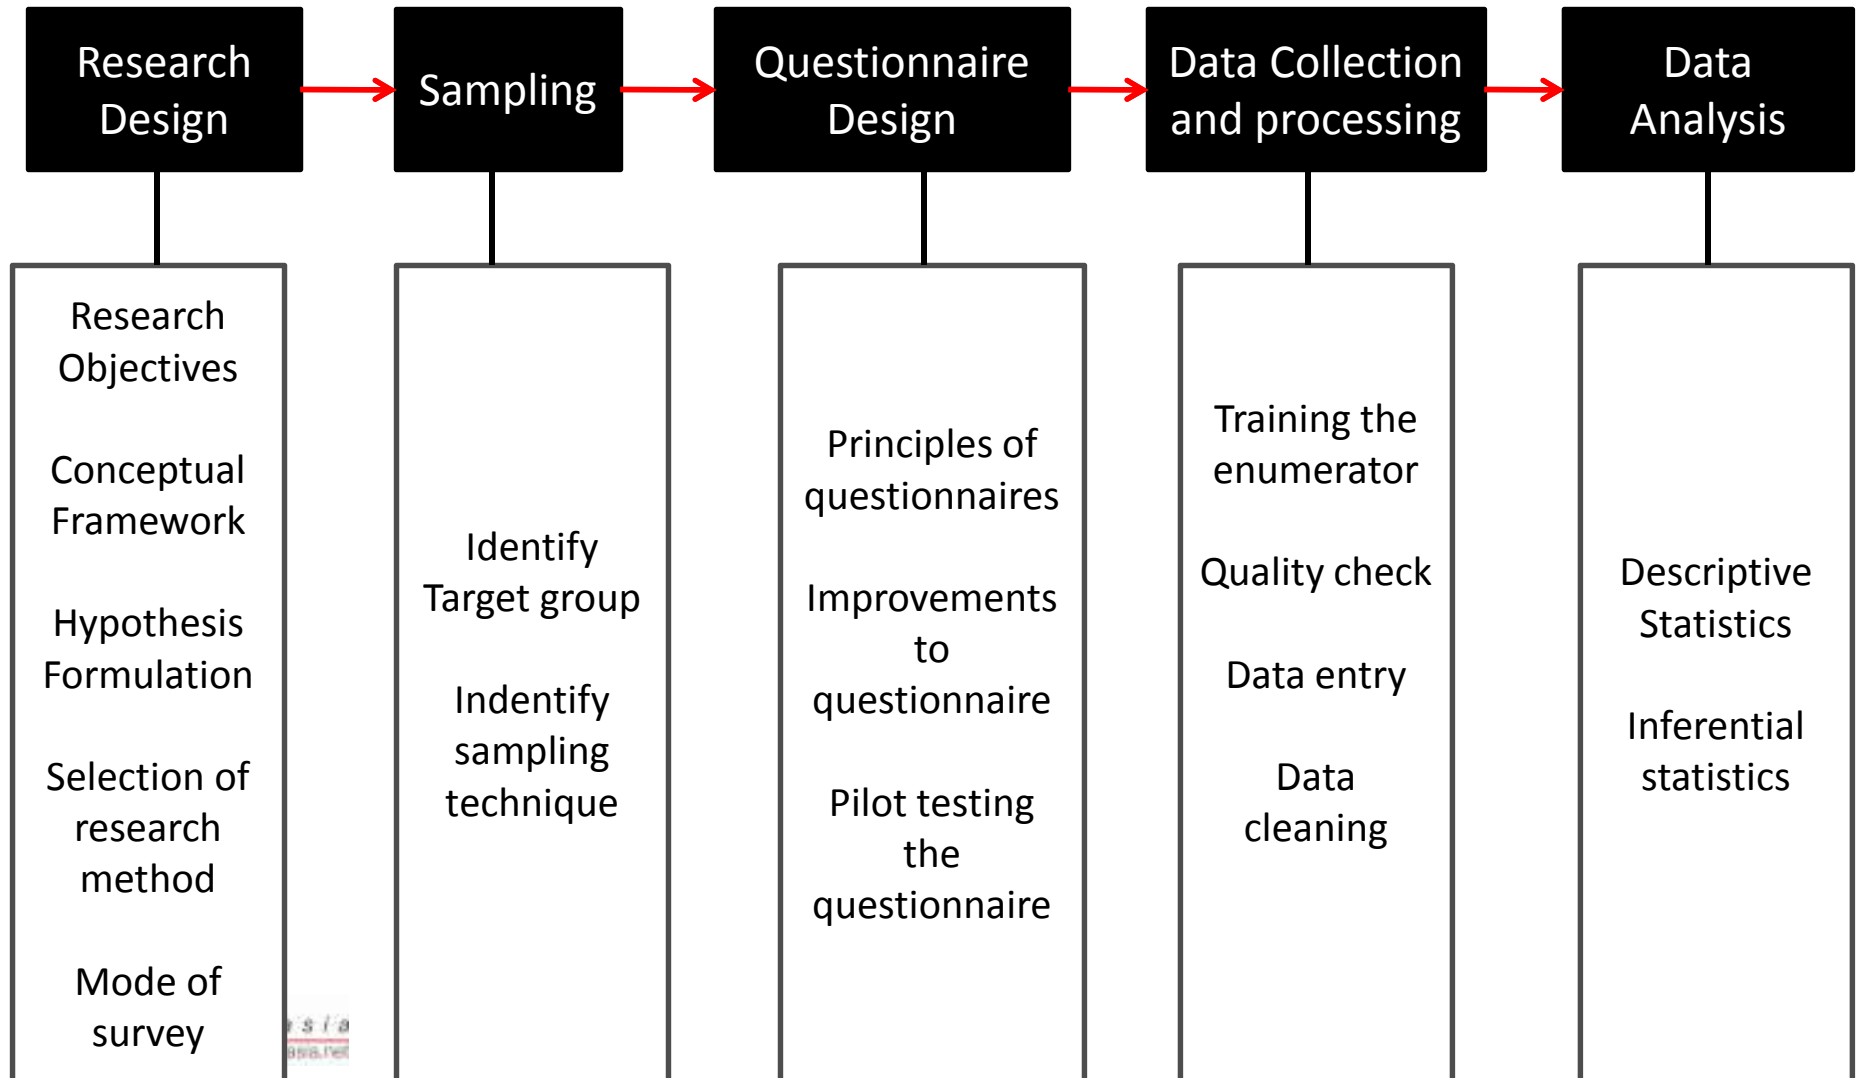 Research
Design
Sampling
Questionnaire
Design
Data Collection
and processing
Data
Analysis
Research
Objectives
Conceptual
Framework
Hypothesis
Formulation
Selection of
research
method
Mode of
survey
Identify
Target group
Indentify
sampling
technique
Principles of
questionnaires
Improvements
to
questionnaire
Pilot testing
the
questionnaire
Training the
enumerator
Quality check
Data entry
Data
cleaning
Descriptive
Statistics
Inferential
statistics
asia.net